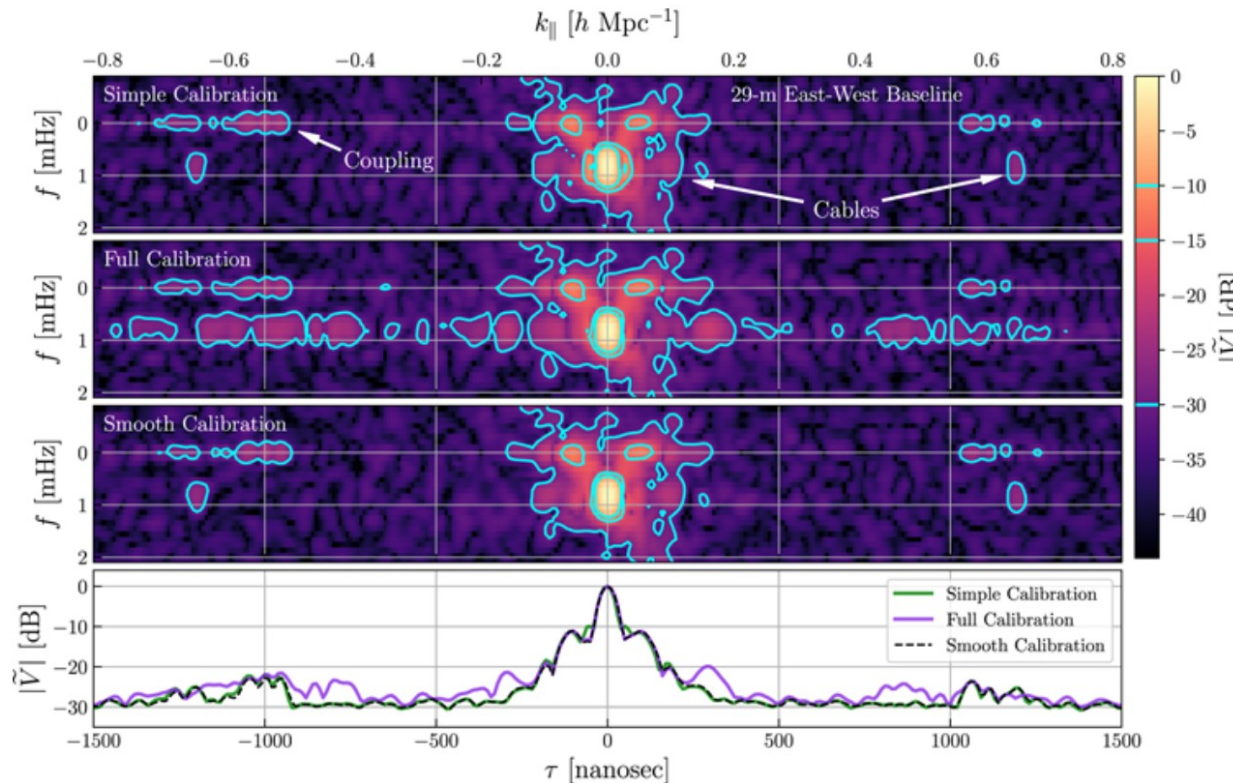 k∥ [h Mpc⁻¹]
−0.8 −0.6 −0.4 −0.2 0.0 0.2 0.4 0.6 0.8
Simple Calibration
29-m East-West Baseline
Coupling
Cables
f [mHz]
0
1
2
Full Calibration
f [mHz]
0
1
2
Smooth Calibration
f [mHz]
0
1
2
0
−5
−10
−15
−20
−25
−30
−35
−40
|Ṽ| [dB]
|Ṽ| [dB]
0
−10
−20
−30
Simple Calibration
Full Calibration
Smooth Calibration
−1500 −1000 −500 0 500 1000 1500
τ [nanosec]